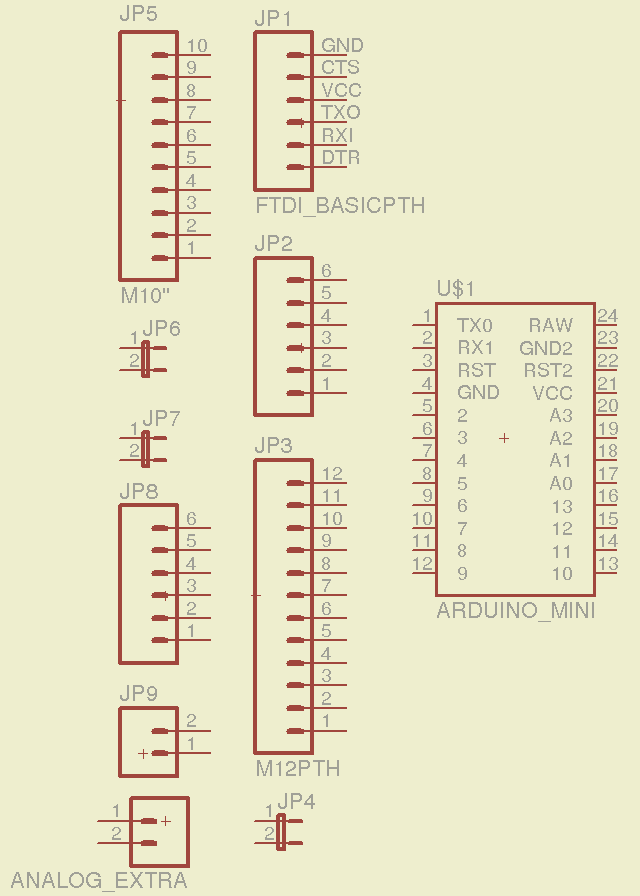 JP5
10
9
8
7
6
5
4
3
2
1
M10"
JP6
1
2
JP7
1
2
JP8
6
5
4
3
2
1
JP9
2
1
1
2
ANALOG_EXTRA
JP1
GND
CTS
VCC
TXO
RXI
DTR
FTDI_BASICPTH
JP2
6
5
4
3
2
1
JP3
12
11
10
9
8
7
6
5
4
3
2
1
M12PTH
JP4
1
2
U$1
1 TX0 RAW 24
2 RX1 GND2 23
3 RST RST2 22
4 GND VCC 21
5 2 A3 20
6 3 A2 19
7 4 A1 18
8 5 A0 17
9 6 13 16
10 7 12 15
11 8 11 14
12 9 10 13
ARDUINO_MINI